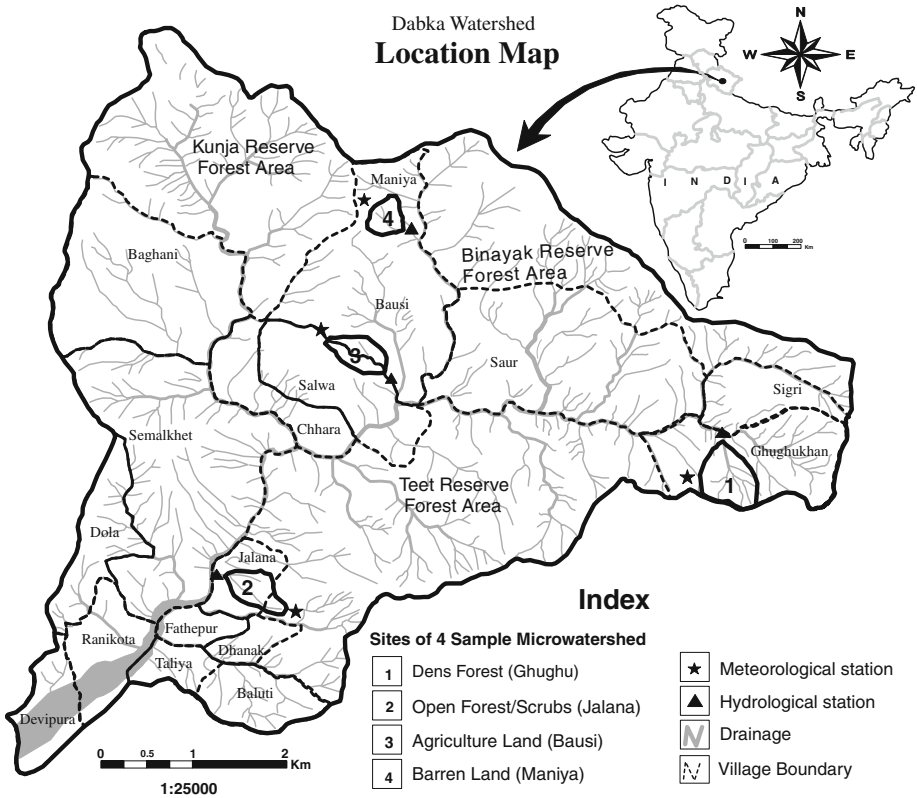 Dabka Watershed
Location Map
N
W
E
S
I N D I A
0 100 200
Km
Kunja Reserve
Forest Area
Maniya
4
Baghani
Binayak Reserve
Forest Area
Bausi
3
Saur
Salwa
Sigri
Chhara
Semalkhet
Ghughukhan
1
Teet Reserve
Forest Area
Dola
Jalana
2
Ranikota
Fathepur
Dhanak
Taliya
Baluti
Devipura
0 0.5 1 2
Km
1:25000
Index
Sites of 4 Sample Microwatershed
1 Dens Forest (Ghughu)
2 Open Forest/Scrubs (Jalana)
3 Agriculture Land (Bausi)
4 Barren Land (Maniya)
Meteorological station
Hydrological station
Drainage
Village Boundary